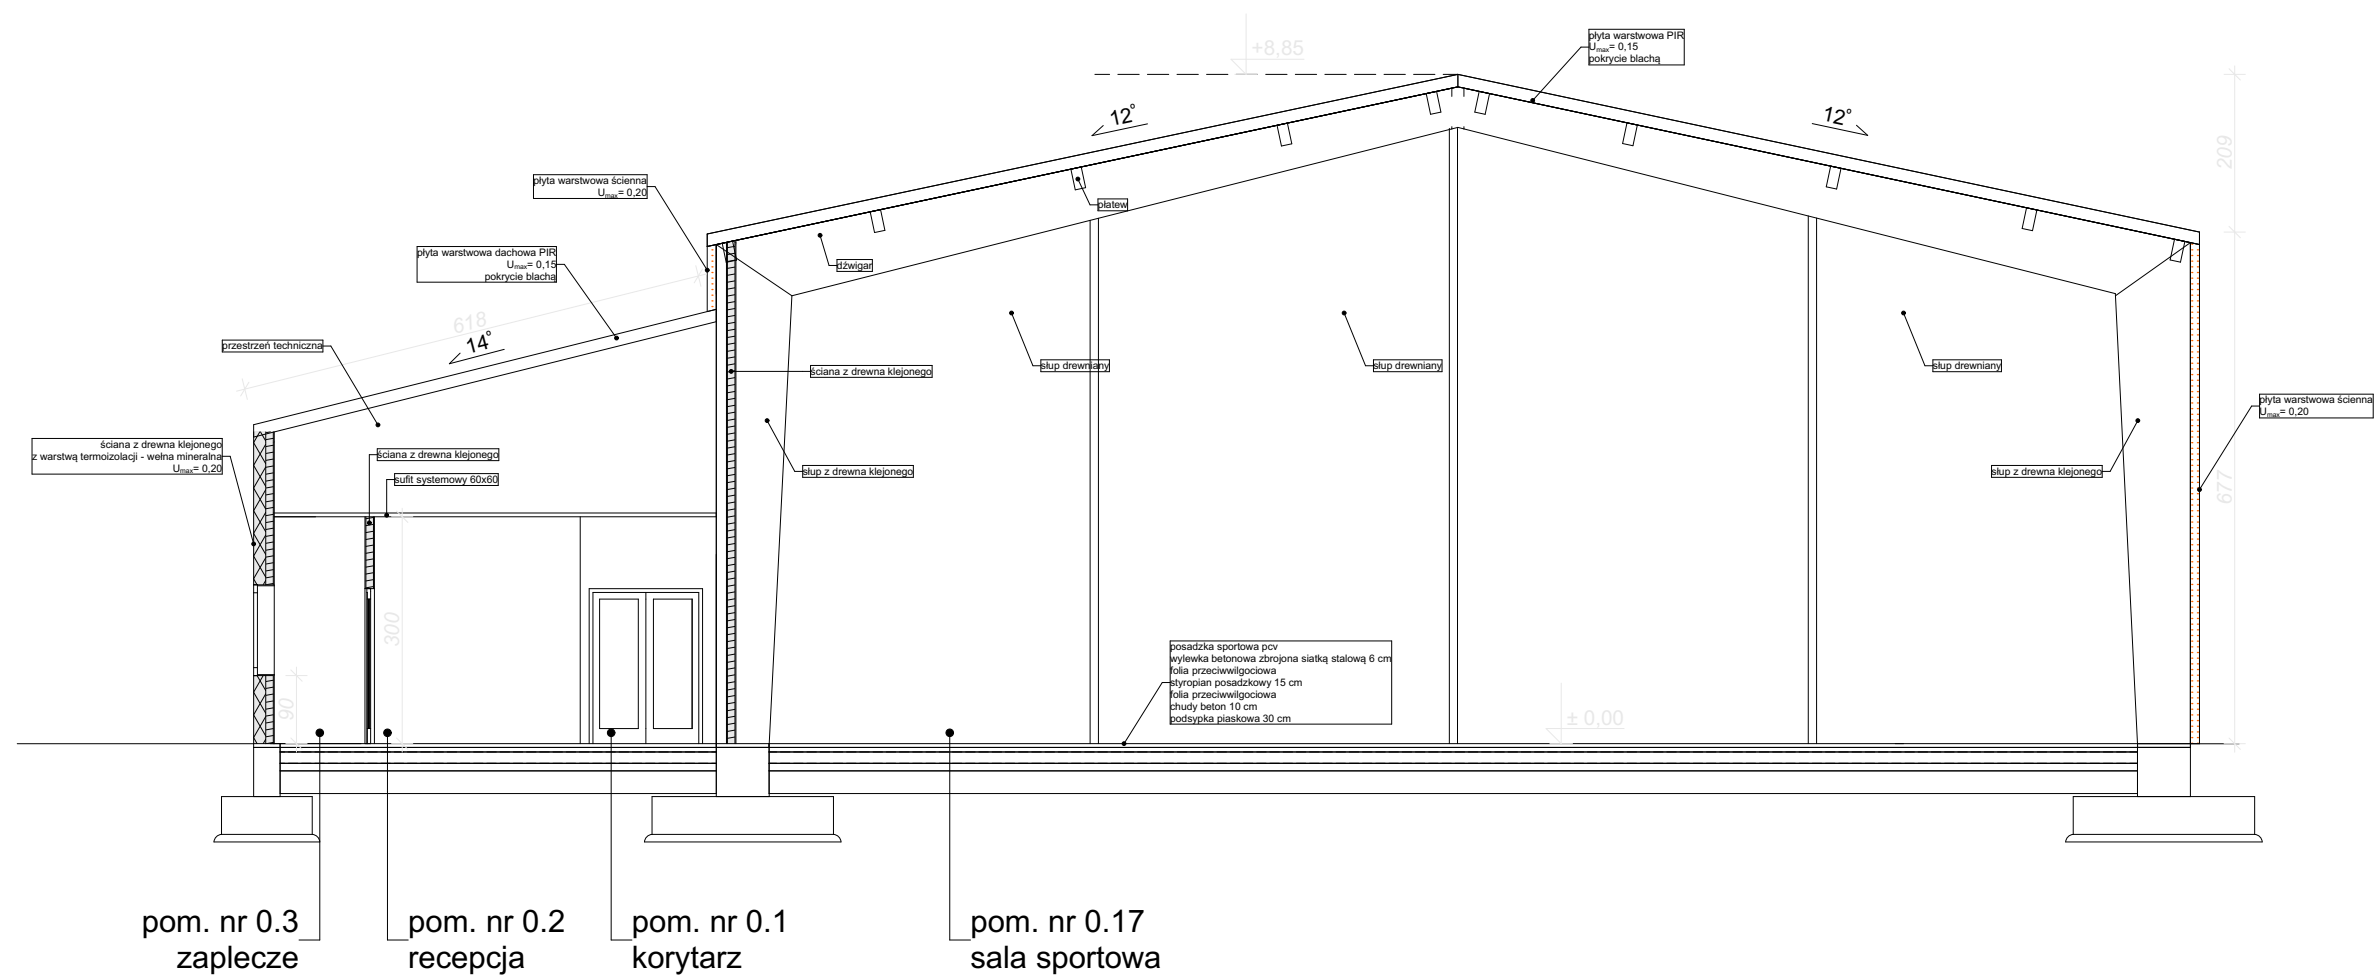 +8,85
płyta warstwowa PIR
Umax= 0,15
pokrycie blachą
12°
12°
209
płyta warstwowa ścienna
Umax= 0,20
płatew
płyta warstwowa dachowa PIR
Umax= 0,15
pokrycie blachą
dźwigar
618
14°
przestrzeń techniczna
ściana z drewna klejonego
słup drewniany
słup drewniany
słup drewniany
płyta warstwowa ścienna
Umax= 0,20
ściana z drewna klejonego
z warstwą termoizolacji - wełna mineralna
Umax= 0,20
ściana z drewna klejonego
sufit systemowy 60x60
słup z drewna klejonego
słup z drewna klejonego
677
300
90
posadzka sportowa pcv
wylewka betonowa zbrojona siatką stalową 6 cm
folia przeciwwilgociowa
styropian posadzkowy 15 cm
folia przeciwwilgociowa
chudy beton 10 cm
podsypka piaskowa 30 cm
± 0,00
pom. nr 0.3
zaplecze
pom. nr 0.2
recepcja
pom. nr 0.1
korytarz
pom. nr 0.17
sala sportowa